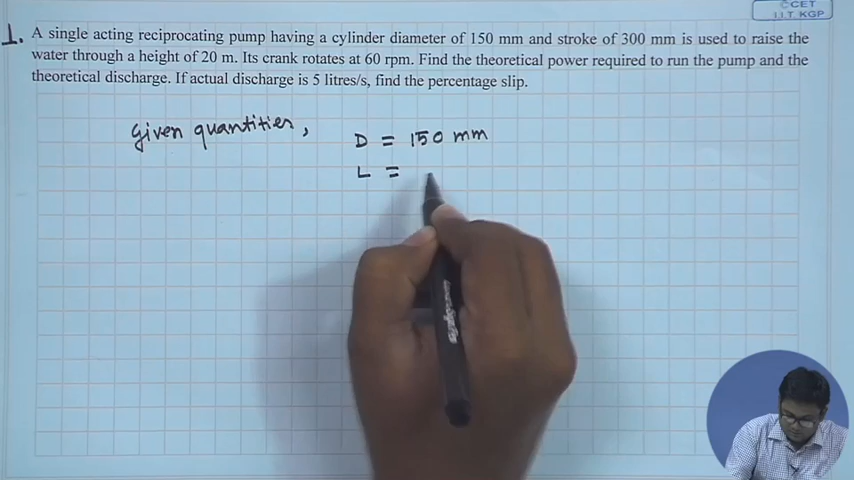 ©CET
I.I.T. KGP
1. A single acting reciprocating pump having a cylinder diameter of 150 mm and stroke of 300 mm is used to raise the
water through a height of 20 m. Its crank rotates at 60 rpm. Find the theoretical power required to run the pump and the
theoretical discharge. If actual discharge is 5 litres/s, find the percentage slip.
Given quantities,
D = 150 mm
L =